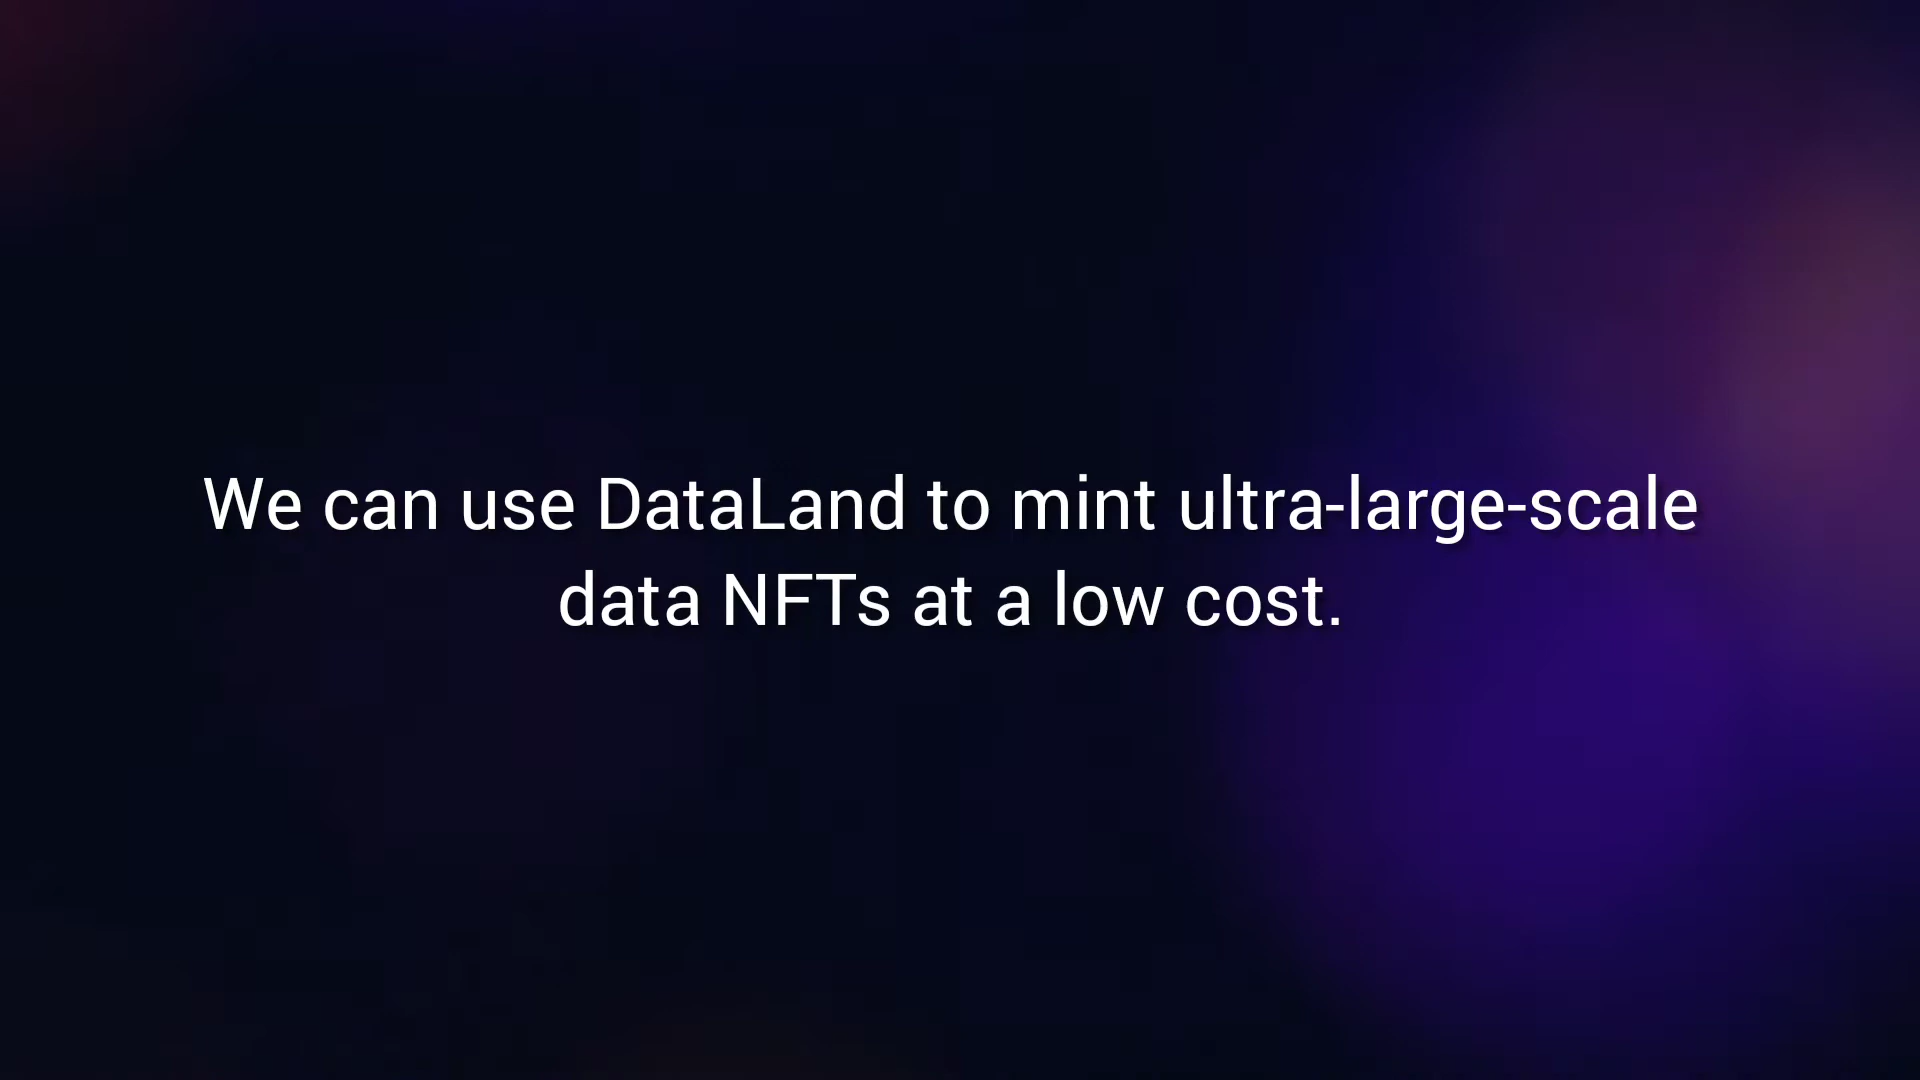 We can use DataLand to mint ultra-large-scale
data NFTs at a low cost.